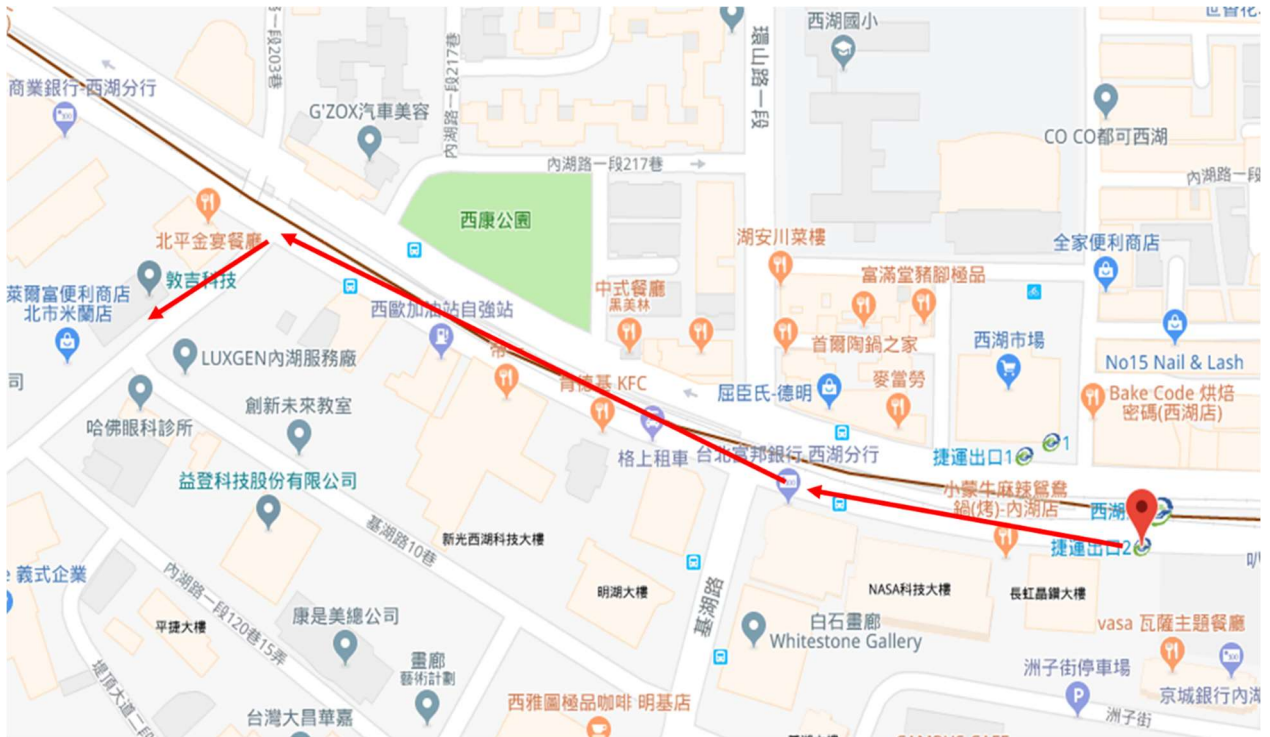 西湖國小
環山路一段
一段203巷
內湖路一段217巷
商業銀行-西湖分行
G'ZOX汽車美容
CO CO都可西湖
內湖路一段217巷
內湖路一段
西康公園
北平金宴餐廳
湖安川菜樓
全家便利商店
敦吉科技
富滿堂豬腳極品
萊爾富便利商店
北市米蘭店
西歐加油站自強站
中式餐廳
黑美林
首爾陶鍋之家
西湖市場
LUXGEN內湖服務廠
No15 Nail & Lash
司
肯德基 KFC
屈臣氏-德明
麥當勞
Bake Code 烘焙
密碼(西湖店)
創新未來教室
哈佛眼科診所
格上租車
台北富邦銀行-西湖分行
捷運出口1
1
益登科技股份有限公司
小蒙牛麻辣鴛鴦
鍋(烤)-內湖店
西湖
捷運出口2
基湖路10巷
新光西湖科技大樓
義式企業
明湖大樓
基湖路
NASA科技大樓
長虹晶鑽大樓
內湖路一段120巷15弄
平捷大樓
康是美總公司
白石畫廊
Whitestone Gallery
vasa 瓦薩主題餐廳
畫廊
藝術計劃
洲子街停車場
堤頂大道二段
西雅圖極品咖啡 明基店
京城銀行內湖
台灣大昌華嘉
洲子街